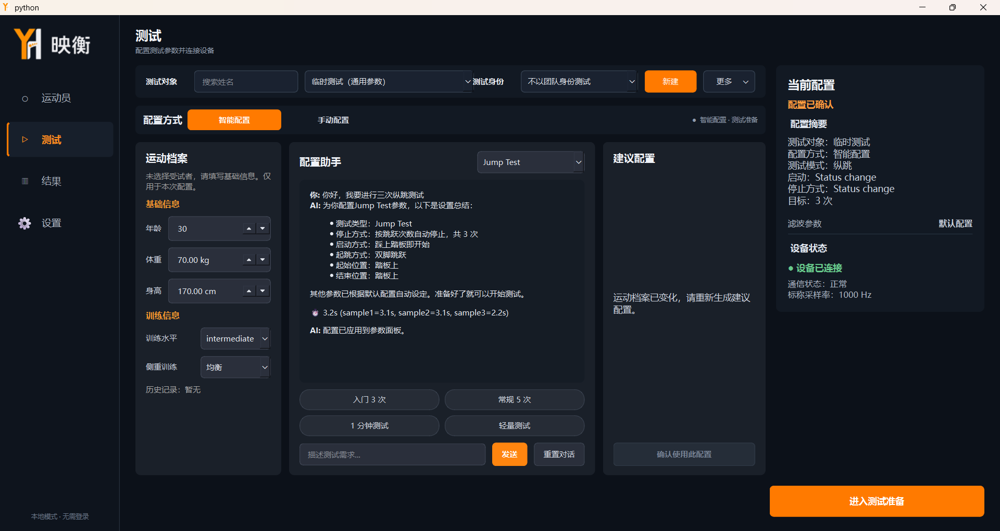 python
YH 映衡
运动员
测试
结果
设置
本地模式 · 无需登录
测试
配置测试参数并连接设备
测试对象
搜索姓名
临时测试（通用参数）
测试身份
不以团队身份测试
新建
更多
配置方式
智能配置
手动配置
● 智能配置 · 测试准备
运动档案
未选择受试者，请填写基础信息。仅
用于本次配置。
基础信息
年龄 30
体重 70.00 kg
身高 170.00 cm
训练信息
训练水平 intermediate
侧重训练 均衡
历史记录：暂无
配置助手
Jump Test
你: 你好，我要进行三次纵跳测试
AI: 为你配置Jump Test参数，以下是设置总结：
• 测试类型：Jump Test
• 停止方式：按跳跃次数自动停止，共 3 次
• 启动方式：踩上踏板即开始
• 起跳方式：双脚跳跃
• 起始位置：踏板上
• 结束位置：踏板上
其他参数已根据默认配置自动设定。准备好了就可以开始测试。
3.2s (sample1=3.1s, sample2=3.1s, sample3=2.2s)
AI: 配置已应用到参数面板。
入门 3 次
常规 5 次
1 分钟测试
轻量测试
描述测试需求...
发送
重置对话
建议配置
运动档案已变化，请重新生成建议
配置。
确认使用此配置
当前配置
配置已确认
配置摘要
测试对象：临时测试
配置方式：智能配置
测试模式：纵跳
启动：Status change
停止方式：Status change
目标：3 次
滤波参数 默认配置
设备状态
● 设备已连接
通信状态：正常
标称采样率：1000 Hz
进入测试准备